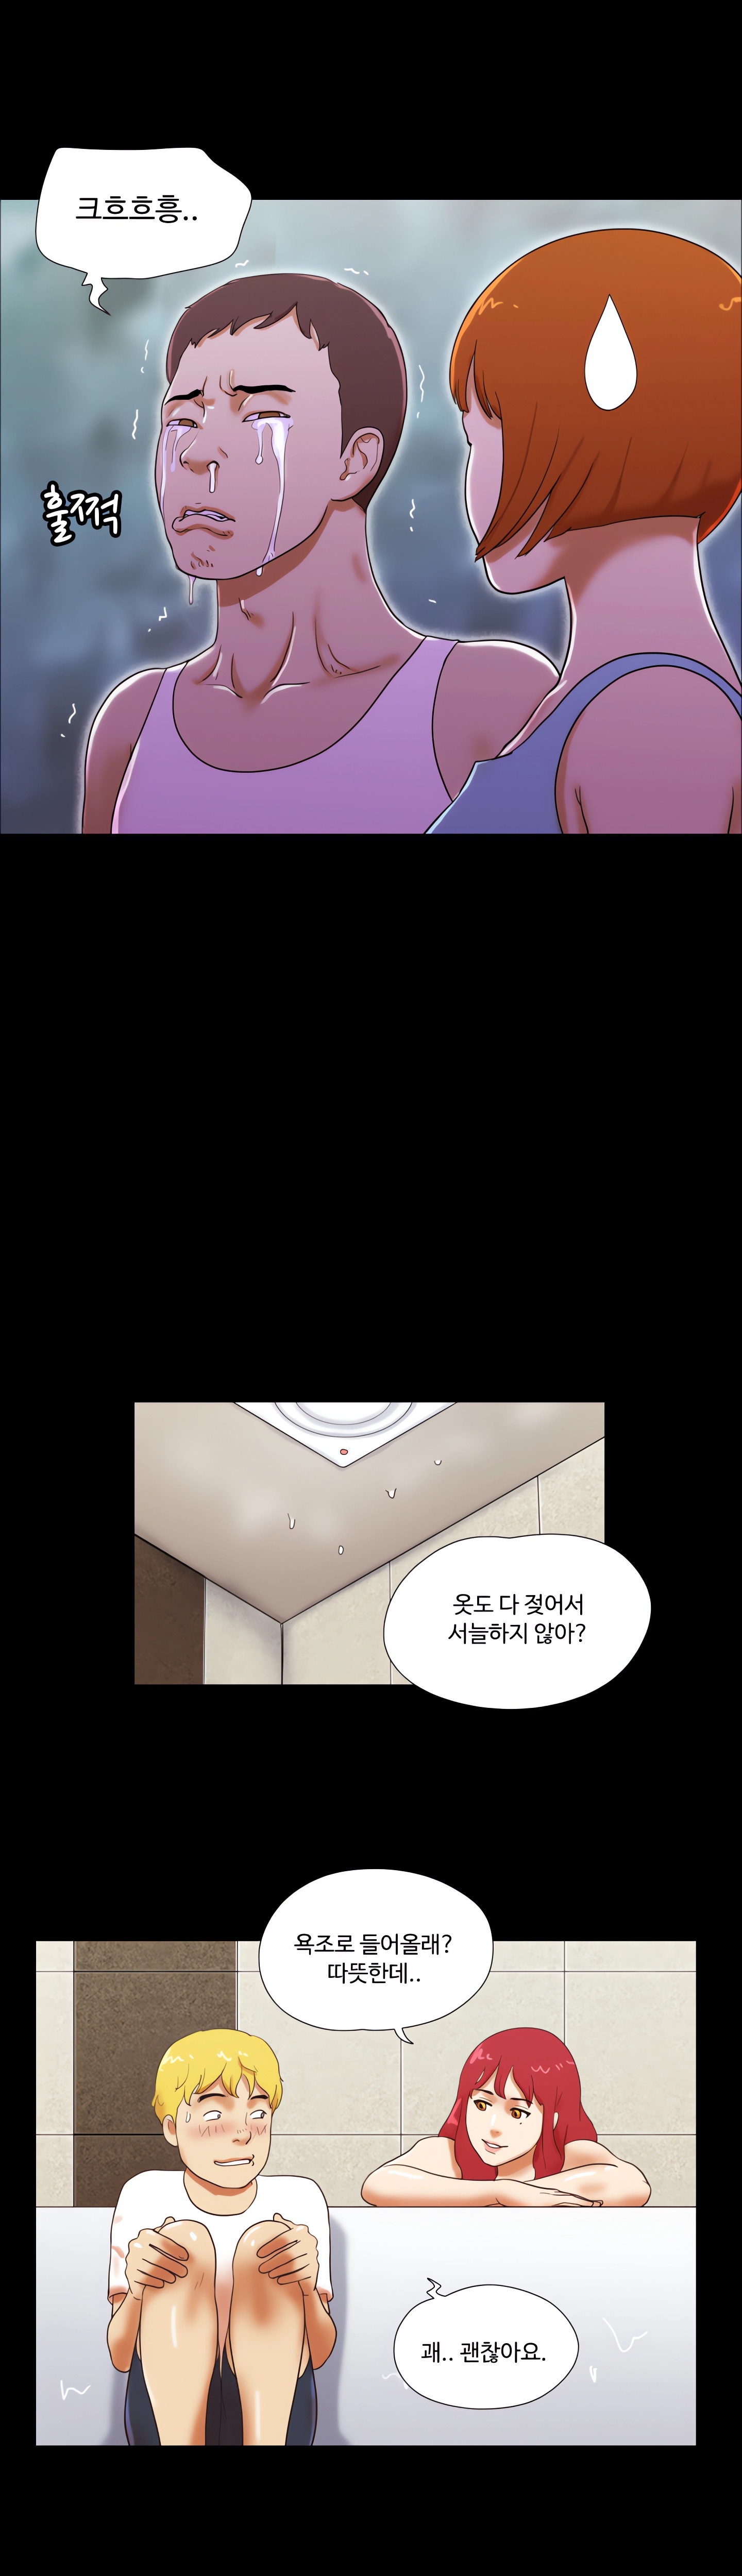 크흐흐흥..
훌쩍
옷도 다 젖어서
서늘하지 않아?
욕조로 들어올래?
따뜻한데..
괘.. 괜찮아요.